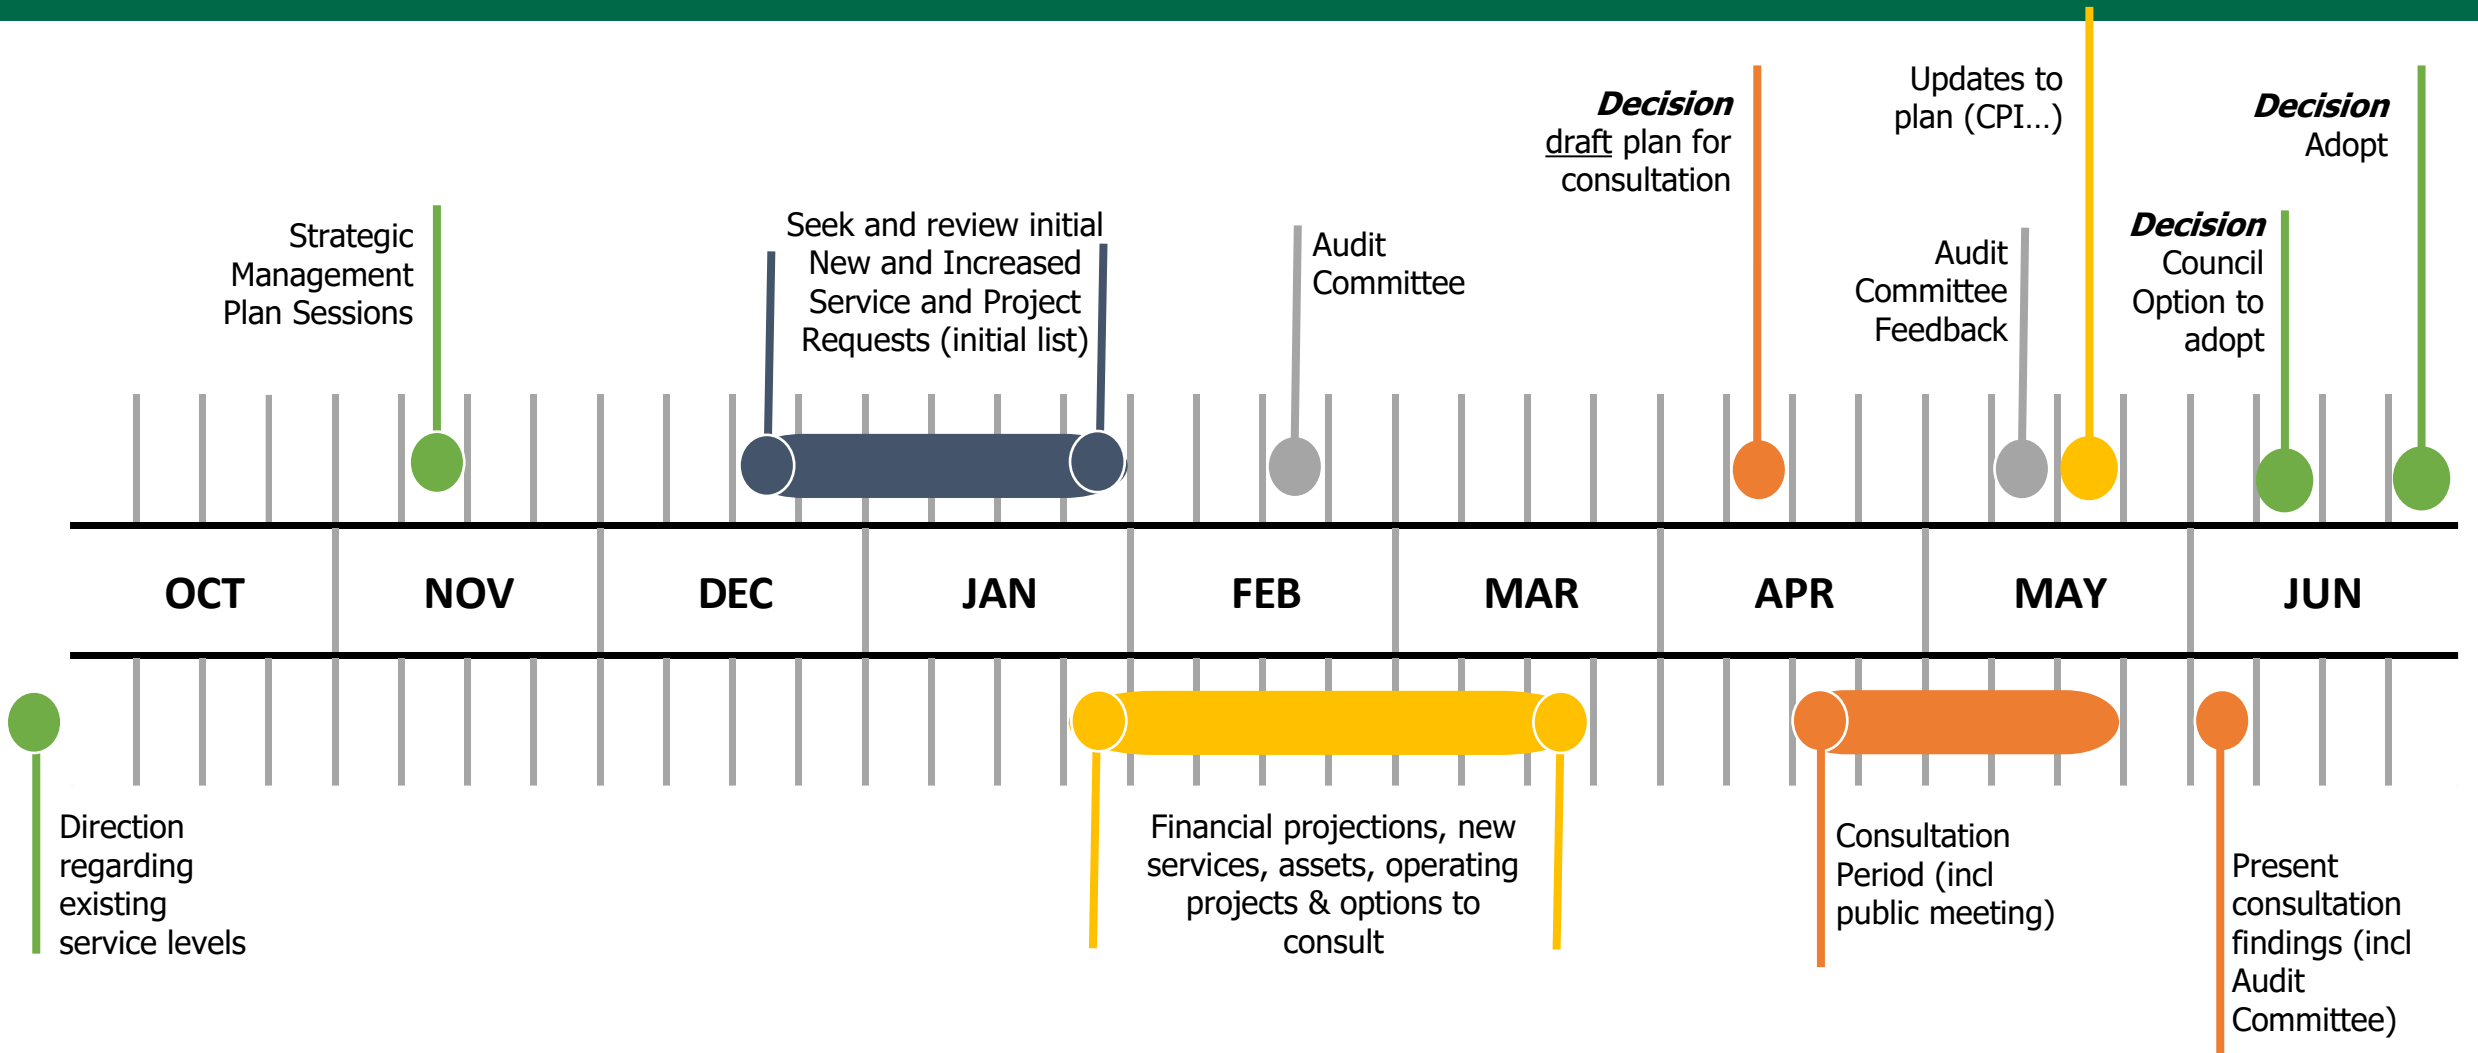 Strategic
Management
Plan Sessions
Seek and review initial
New and Increased
Service and Project
Requests (initial list)
Audit
Committee
Decision
draft plan for
consultation
Updates to
plan (CPI...)
Audit
Committee
Feedback
Decision
Council
Option to
adopt
Decision
Adopt
OCT
NOV
DEC
JAN
FEB
MAR
APR
MAY
JUN
Direction
regarding
existing
service levels
Financial projections, new
services, assets, operating
projects & options to
consult
Consultation
Period (incl
public meeting)
Present
consultation
findings (incl
Audit
Committee)